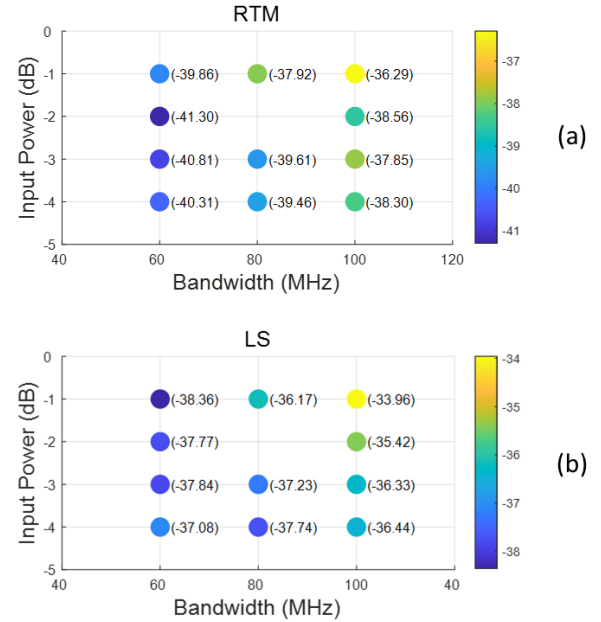 RTM
0
-1
-2
-3
-4
-5
Input Power (dB)
(-39.86) (-37.92) (-36.29)
(-41.30) (-38.56)
(-40.81) (-39.61) (-37.85)
(-40.31) (-39.46) (-38.30)
40 60 80 100 120
Bandwidth (MHz)
-37
-38
-39
-40
-41
(a)
LS
0
-1
-2
-3
-4
-5
Input Power (dB)
(-38.36) (-36.17) (-33.96)
(-37.77) (-35.42)
(-37.84) (-37.23) (-36.33)
(-37.08) (-37.74) (-36.44)
40 60 80 100 40
Bandwidth (MHz)
-34
-35
-36
-37
-38
(b)